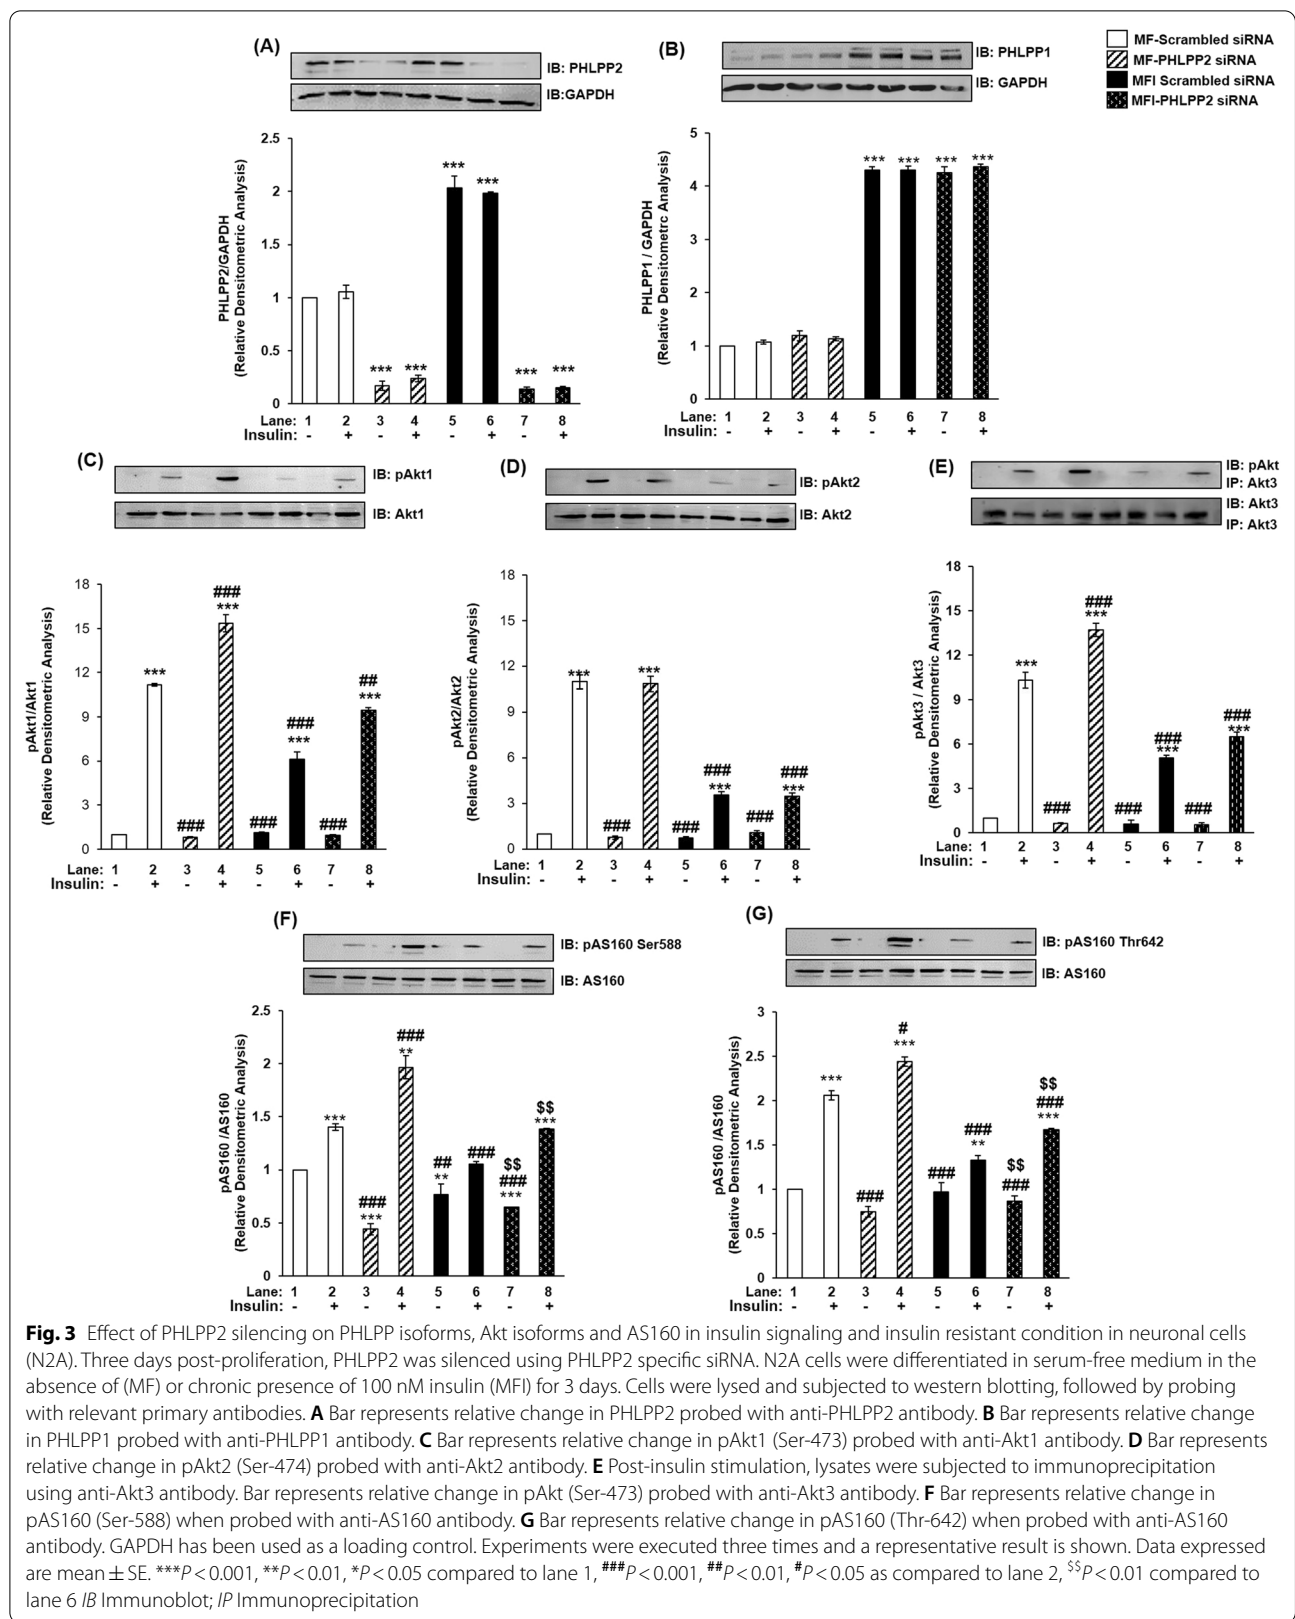 (A)
IB: PHLPP2
IB:GAPDH
(B)
IB: PHLPP1
IB: GAPDH
MF-Scrambled siRNA
MF-PHLPP2 siRNA
MFI Scrambled siRNA
MFI-PHLPP2 siRNA
PHLPP2/GAPDH
(Relative Densitometric Analysis)
2.5
2
1.5
1
0.5
0
*** *** *** *** *** ***
Lane: 1 2 3 4 5 6 7 8
Insulin: - + - + - + - +
PHLPP1 / GAPDH
(Relative Densitometrc Analysis)
5
4
3
4
2
1
0
*** *** *** ***
Lane: 1 2 3 4 5 6 7 8
Insulin: - + - + - + - +
(C)
IB: pAkt1
IB: Akt1
pAkt1/Akt1
(Relative Densitometric Analysis)
18
15
12
9
6
3
0
*** ### ### *** ### ### *** ### ## ***
Lane: 1 2 3 4 5 6 7 8
Insulin: - + - + - + - +
(D)
IB: pAkt2
IB: Akt2
pAkt2/Akt2
(Relative Densitometric Analysis)
18
15
12
9
6
3
0
*** ### *** ### ### *** ### ### ***
Lane: 1 2 3 4 5 6 7 8
Insulin: - + - + - + - +
(E)
IB: pAkt
IP: Akt3
IB: Akt3
IP: Akt3
pAkt3 / Akt3
(Relative Densitometric Analysis)
18
15
12
9
6
3
0
*** ### ### *** ### ### *** ### ### ***
Lane: 1 2 3 4 5 6 7 8
Insulin: - + - + - + - +
(F)
IB: pAS160 Ser588
IB: AS160
pAS160 /AS160
(Relative Densitometric Analysis)
2.5
2
1.5
1
0.5
0
*** ### *** ### ** ## ** ### $$ ### *** $$ ***
Lane: 1 2 3 4 5 6 7 8
Insulin: - + - + - + - +
(G)
IB: pAS160 Thr642
IB: AS160
pAS160 /AS160
(Relative Densitometric Analysis)
3
2.5
2
1.5
1
0.5
0
*** ### # *** ### ### ** $$ ### $$ ### ***
Lane: 1 2 3 4 5 6 7 8
Insulin: - + - + - + - +
Fig. 3 Effect of PHLPP2 silencing on PHLPP isoforms, Akt isoforms and AS160 in insulin signaling and insulin resistant condition in neuronal cells
(N2A). Three days post-proliferation, PHLPP2 was silenced using PHLPP2 specific siRNA. N2A cells were differentiated in serum-free medium in the
absence of (MF) or chronic presence of 100 nM insulin (MFI) for 3 days. Cells were lysed and subjected to western blotting, followed by probing
with relevant primary antibodies. A Bar represents relative change in PHLPP2 probed with anti-PHLPP2 antibody. B Bar represents relative change
in PHLPP1 probed with anti-PHLPP1 antibody. C Bar represents relative change in pAkt1 (Ser-473) probed with anti-Akt1 antibody. D Bar represents
relative change in pAkt2 (Ser-474) probed with anti-Akt2 antibody. E Post-insulin stimulation, lysates were subjected to immunoprecipitation
using anti-Akt3 antibody. Bar represents relative change in pAkt (Ser-473) probed with anti-Akt3 antibody. F Bar represents relative change in
pAS160 (Ser-588) when probed with anti-AS160 antibody. G Bar represents relative change in pAS160 (Thr-642) when probed with anti-AS160
antibody. GAPDH has been used as a loading control. Experiments were executed three times and a representative result is shown. Data expressed
are mean ± SE. ***P < 0.001, **P < 0.01, *P < 0.05 compared to lane 1, ###P < 0.001, ##P < 0.01, #P < 0.05 as compared to lane 2, $$P < 0.01 compared to
lane 6 IB Immunoblot; IP Immunoprecipitation